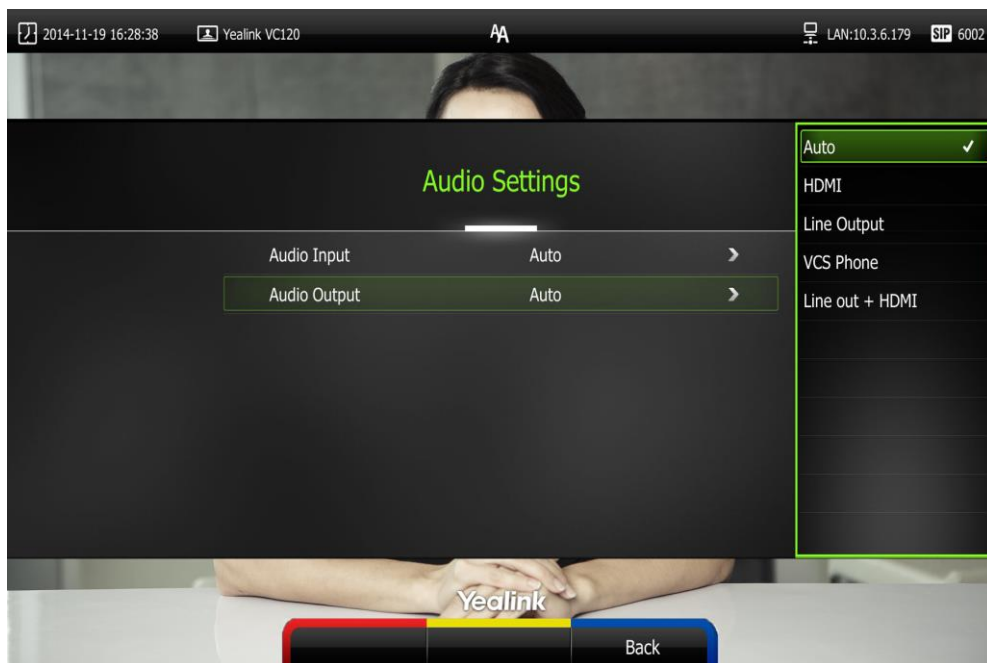 2014-11-19 16:28:38 Yealink VC120 AA LAN:10.3.6.179 SIP 6002
Audio Settings
Audio Input Auto
Audio Output Auto
Auto
HDMI
Line Output
VCS Phone
Line out + HDMI
Yealink
Back